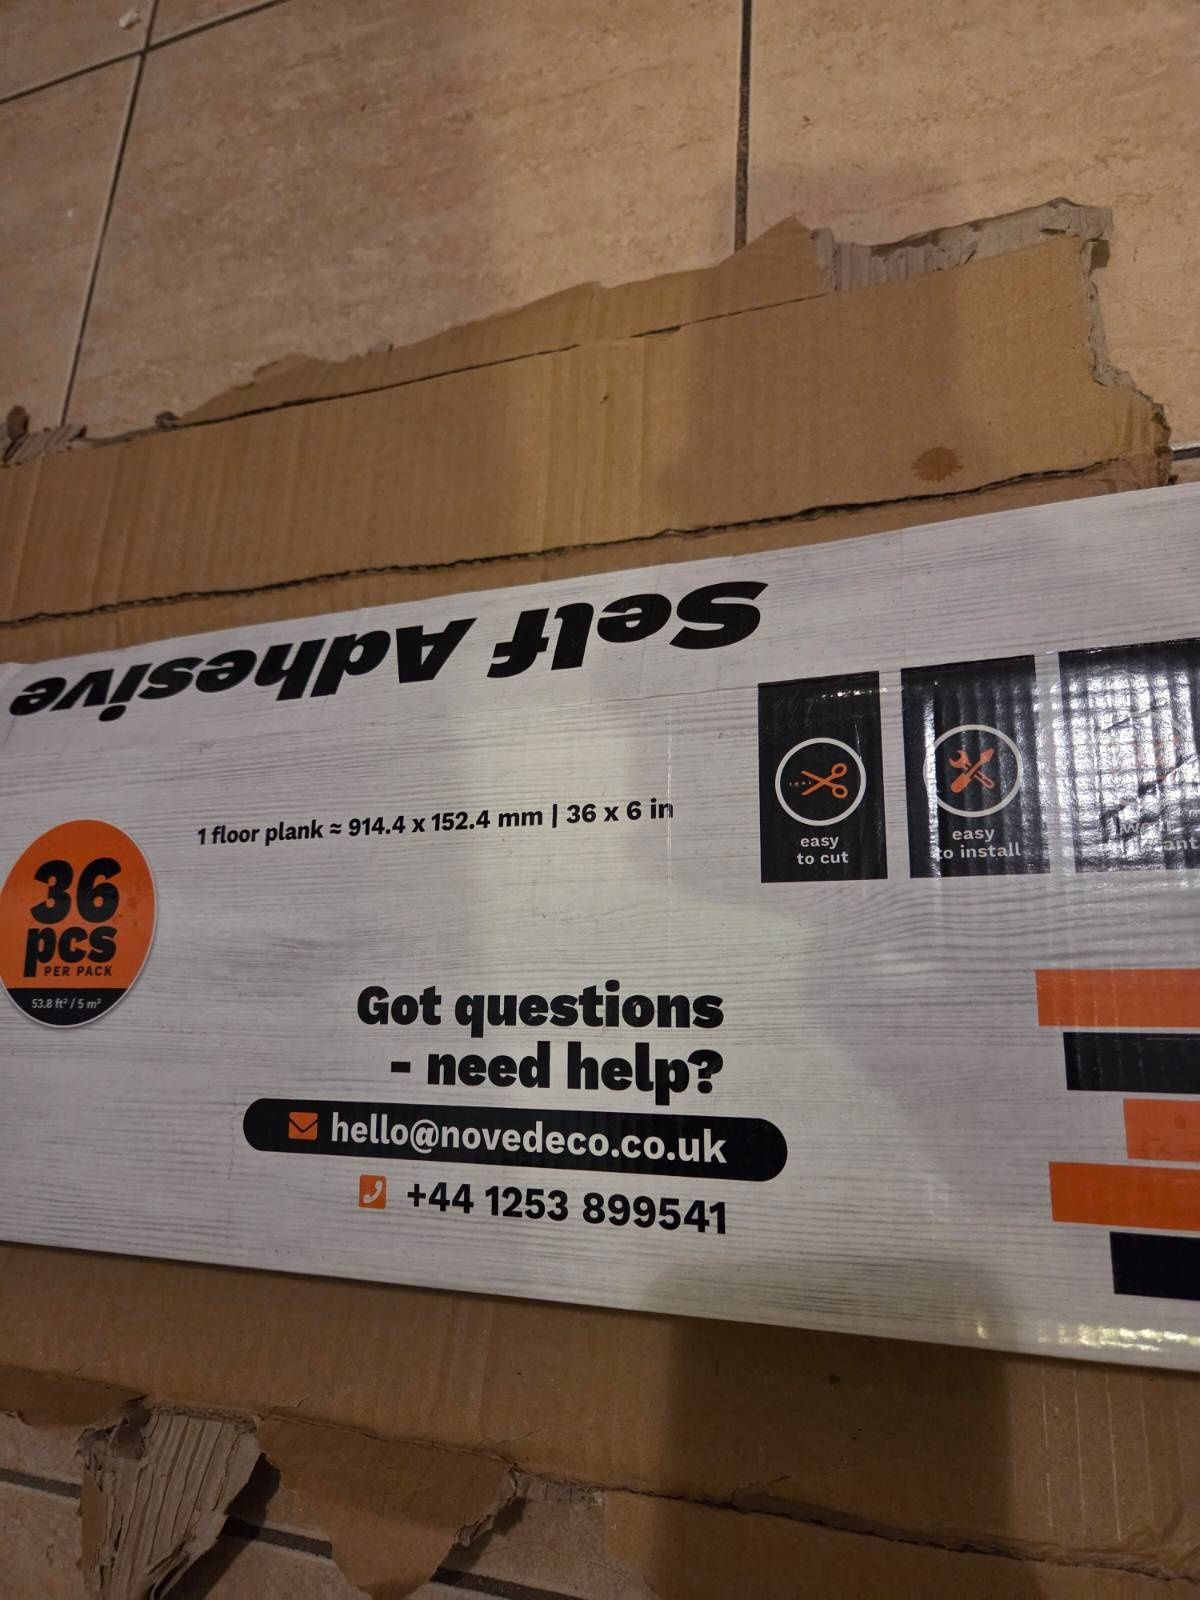 Self Adhesive
1 floor plank ≈ 914.4 x 152.4 mm | 36 x 6 in
easy
to cut
easy
to install
36
pcs
PER PACK
53.8 ft² / 5 m²
Got questions
- need help?
hello@novedeco.co.uk
+44 1253 899541